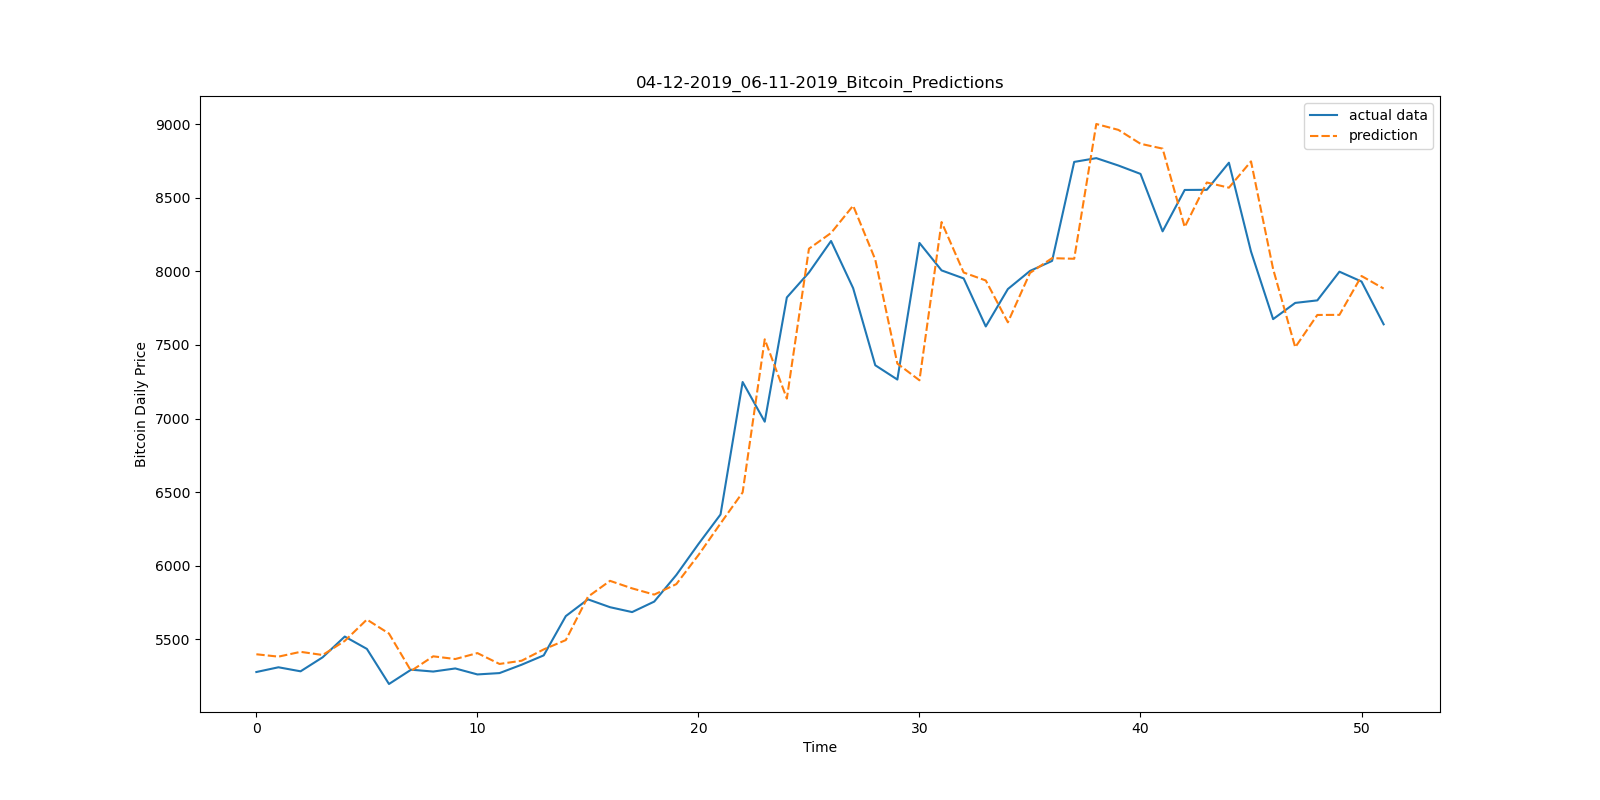 04-12-2019_06-11-2019_Bitcoin_Predictions
actual data
prediction
Bitcoin Daily Price
9000
8500
8000
7500
7000
6500
6000
5500
0 10 20 30 40 50
Time